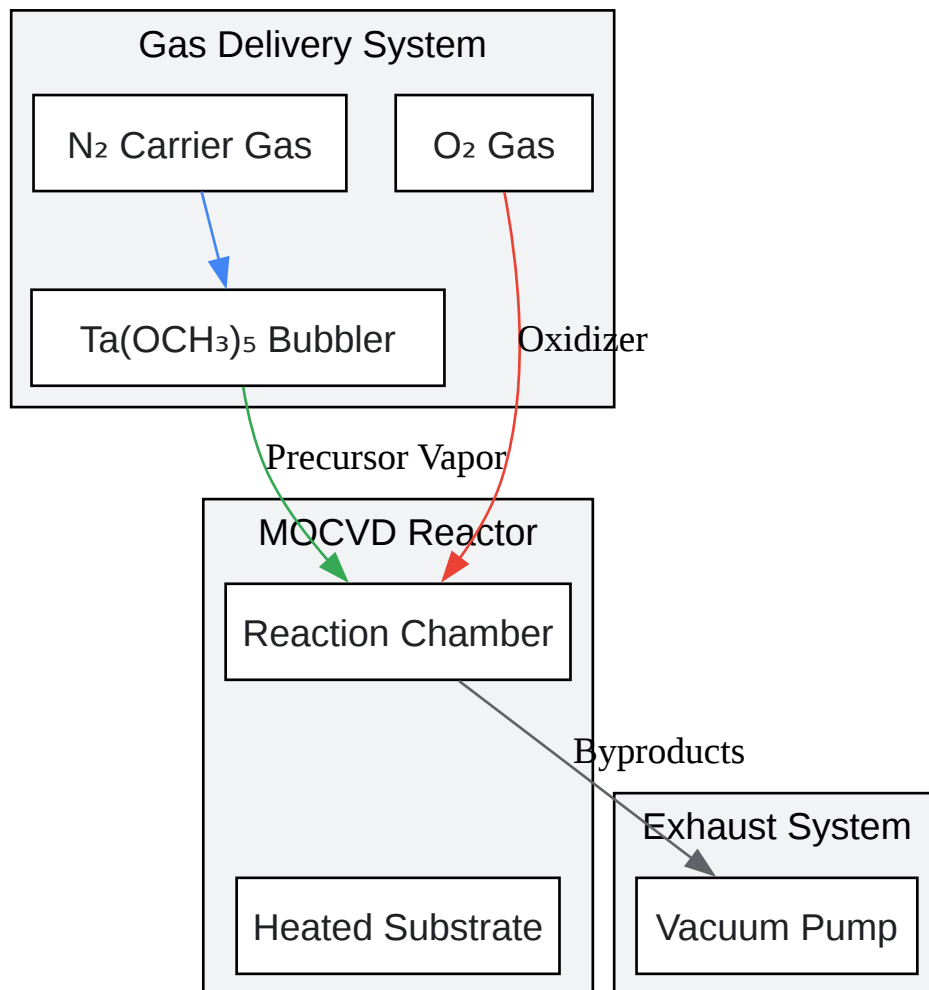 Gas Delivery System
N₂ Carrier Gas
O₂ Gas
Ta(OCH₃)₅ Bubbler
Oxidizer
Precursor Vapor
MOCVD Reactor
Reaction Chamber
Byproducts
Exhaust System
Heated Substrate
Vacuum Pump